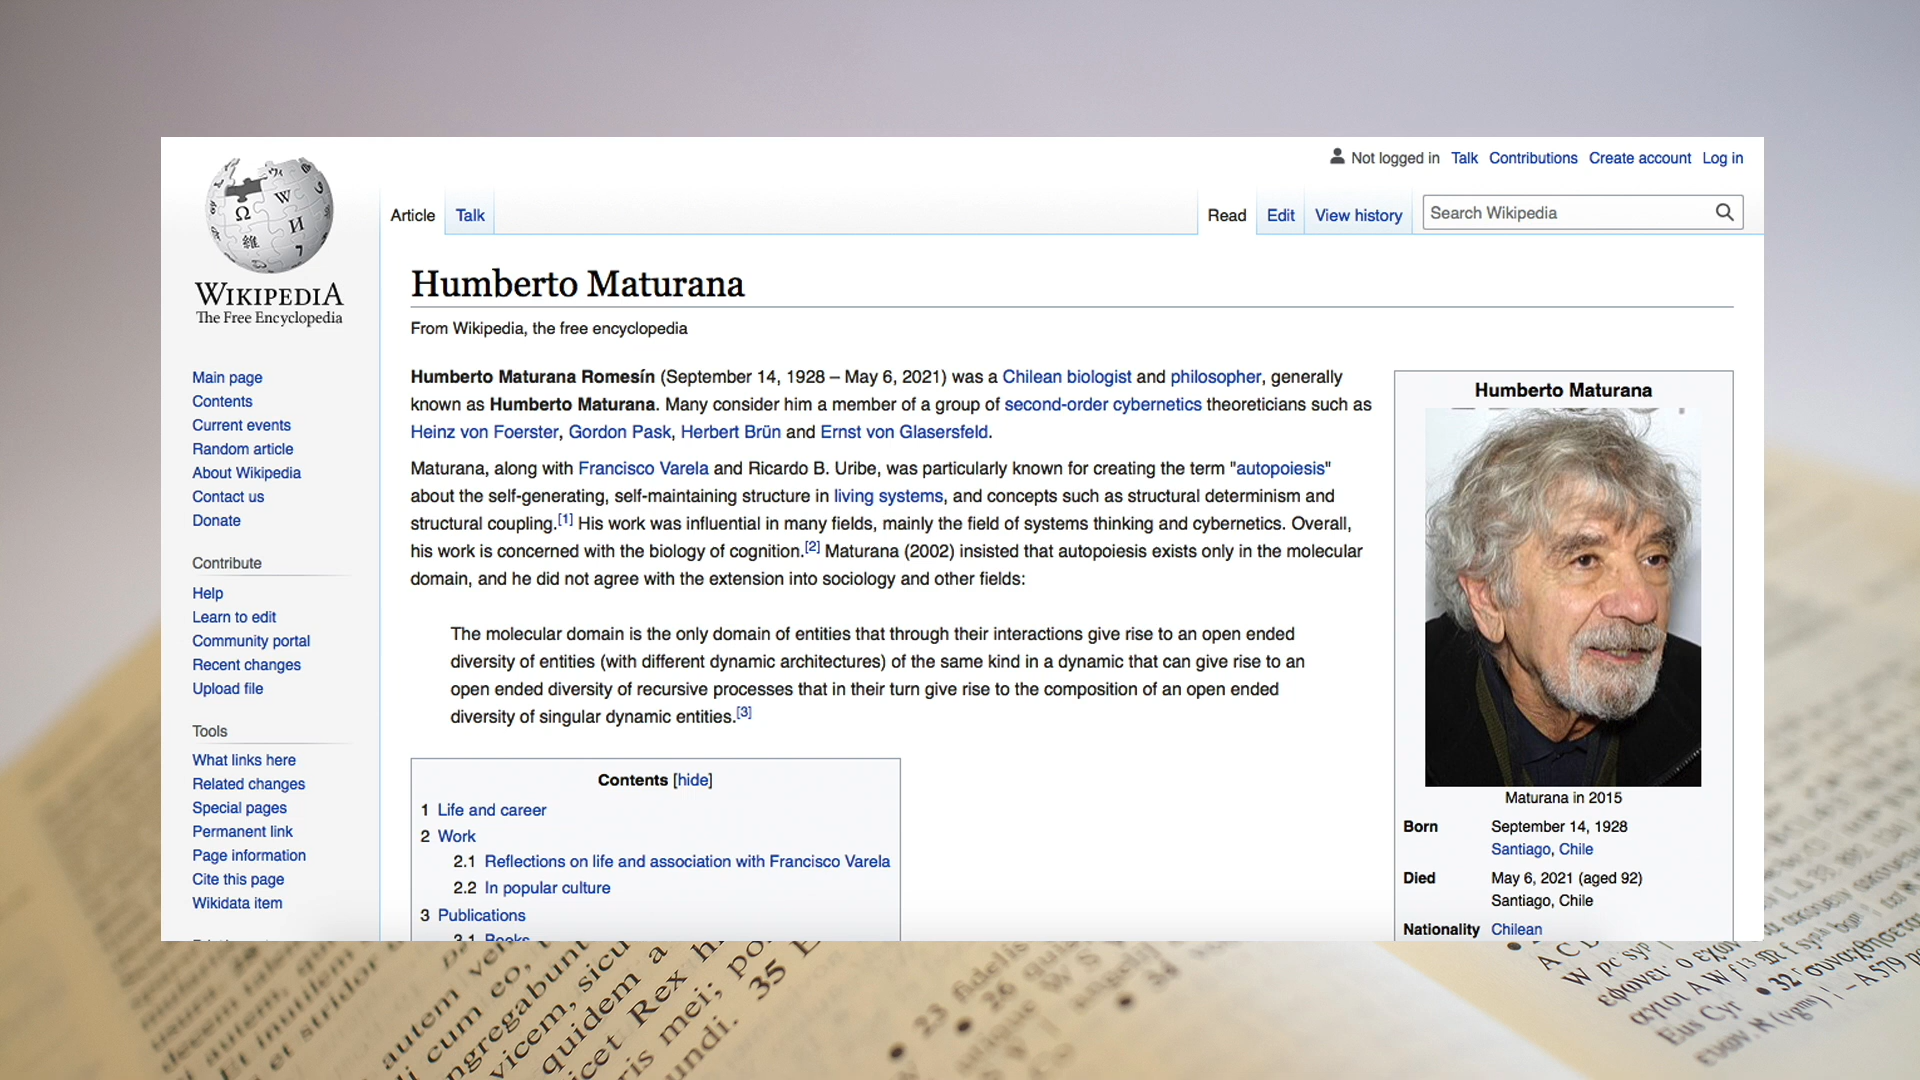 Not logged in Talk Contributions Create account Log in
Article Talk Read Edit View history Search Wikipedia
WIKIPEDIA
The Free Encyclopedia
Main page
Contents
Current events
Random article
About Wikipedia
Contact us
Donate
Contribute
Help
Learn to edit
Community portal
Recent changes
Upload file
Tools
What links here
Related changes
Special pages
Permanent link
Page information
Cite this page
Wikidata item
Humberto Maturana
From Wikipedia, the free encyclopedia
Humberto Maturana Romesín (September 14, 1928 – May 6, 2021) was a Chilean biologist and philosopher, generally
known as Humberto Maturana. Many consider him a member of a group of second-order cybernetics theoreticians such as
Heinz von Foerster, Gordon Pask, Herbert Brün and Ernst von Glasersfeld.
Maturana, along with Francisco Varela and Ricardo B. Uribe, was particularly known for creating the term "autopoiesis"
about the self-generating, self-maintaining structure in living systems, and concepts such as structural determinism and
structural coupling.[1] His work was influential in many fields, mainly the field of systems thinking and cybernetics. Overall,
his work is concerned with the biology of cognition.[2] Maturana (2002) insisted that autopoiesis exists only in the molecular
domain, and he did not agree with the extension into sociology and other fields:
The molecular domain is the only domain of entities that through their interactions give rise to an open ended
diversity of entities (with different dynamic architectures) of the same kind in a dynamic that can give rise to an
open ended diversity of recursive processes that in their turn give rise to the composition of an open ended
diversity of singular dynamic entities.[3]
Contents [hide]
1 Life and career
2 Work
2.1 Reflections on life and association with Francisco Varela
2.2 In popular culture
3 Publications
3.1 Books
Humberto Maturana
Maturana in 2015
Born September 14, 1928
Santiago, Chile
Died May 6, 2021 (aged 92)
Santiago, Chile
Nationality Chilean
autem
cum eo,
vicem, sicu
quidem a
Rex
mei;
35
23 fidelis
26